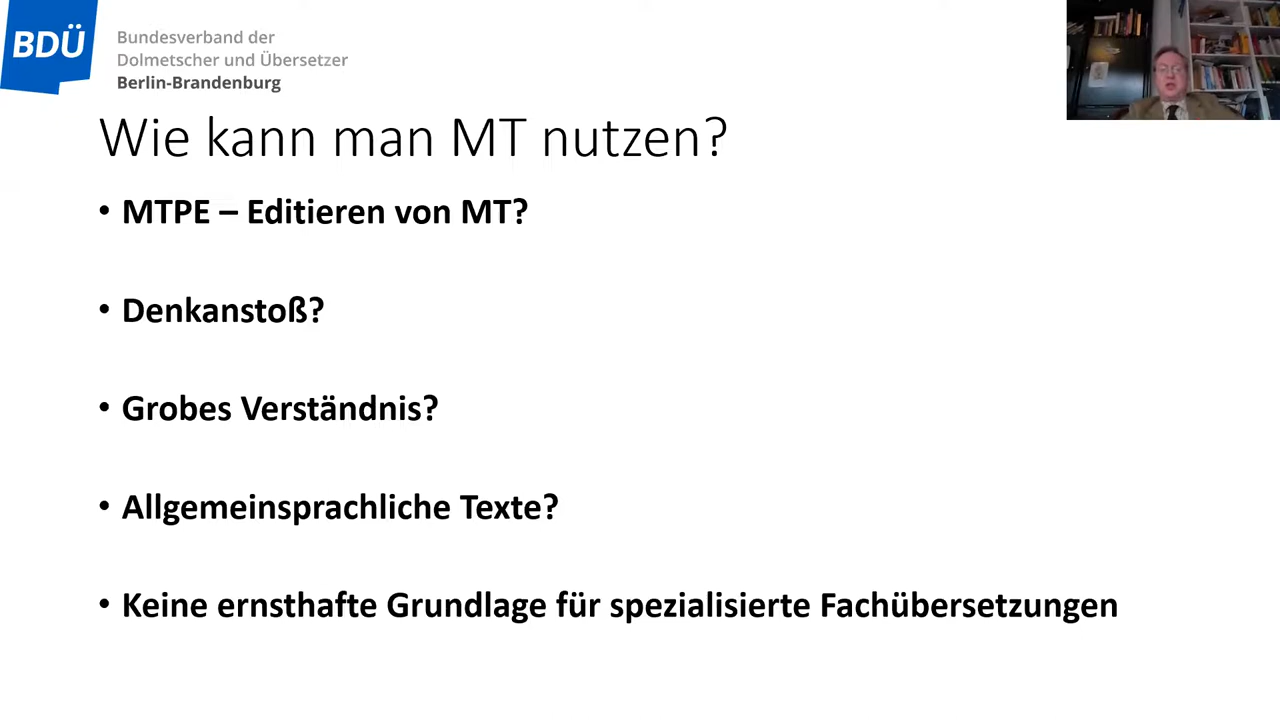 BDÜ
Bundesverband der
Dolmetscher und Übersetzer
Berlin-Brandenburg
Wie kann man MT nutzen?
• MTPE – Editieren von MT?
• Denkanstoß?
• Grobes Verständnis?
• Allgemeinsprachliche Texte?
• Keine ernsthafte Grundlage für spezialisierte Fachübersetzungen